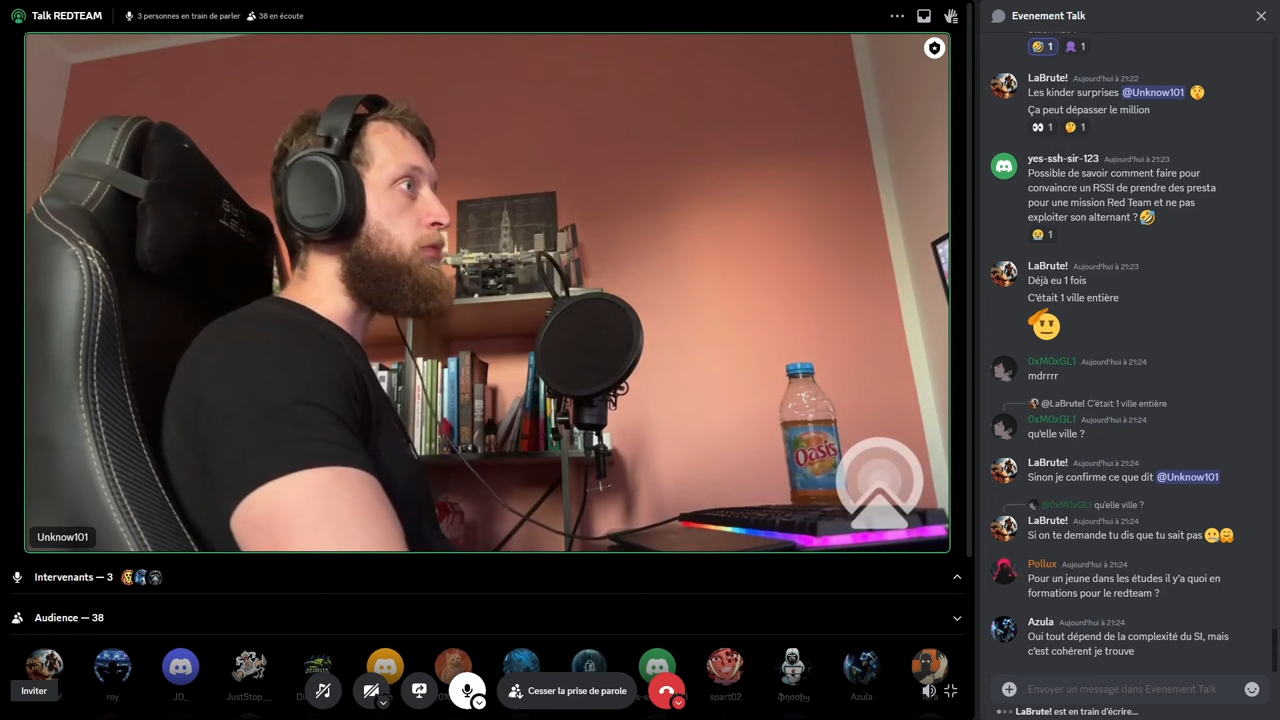 Talk REDTEAM
3 personnes en train de parler
38 en écoute
Evenement Talk
1
1
LaBrute! Aujourd'hui à 21:22
Les kinder surprises @Unknow101
Ça peut dépasser le million
1
1
yes-ssh-sir-123 Aujourd'hui à 21:23
Possible de savoir comment faire pour
convaincre un RSSI de prendre des presta
pour une mission Red Team et ne pas
exploiter son alternant ?
1
LaBrute! Aujourd'hui à 21:23
Déjà eu 1 fois
C'était 1 ville entière
0xM0xGL1 Aujourd'hui à 21:24
mdrrrr
@LaBrute! C'était 1 ville entière
0xM0xGL1 Aujourd'hui à 21:24
qu'elle ville ?
LaBrute! Aujourd'hui à 21:24
Sinon je confirme ce que dit @Unknow101
@0xM0xGL1 qu'elle ville ?
LaBrute! Aujourd'hui à 21:24
Si on te demande tu dis que tu sait pas
Pollux Aujourd'hui à 21:24
Pour un jeune dans les études il y'a quoi en
formations pour le redteam ?
Azula Aujourd'hui à 21:24
Oui tout dépend de la complexité du SI, mais
c'est cohérent je trouve
Envoyer un message dans Evenement Talk
LaBrute! est en train d'écrire...
Oasis
Unknow101
Intervenants — 3
Audience — 38
Inviter
roy
JD_
JustStop__
Cesser la prise de parole
spart02
Azula